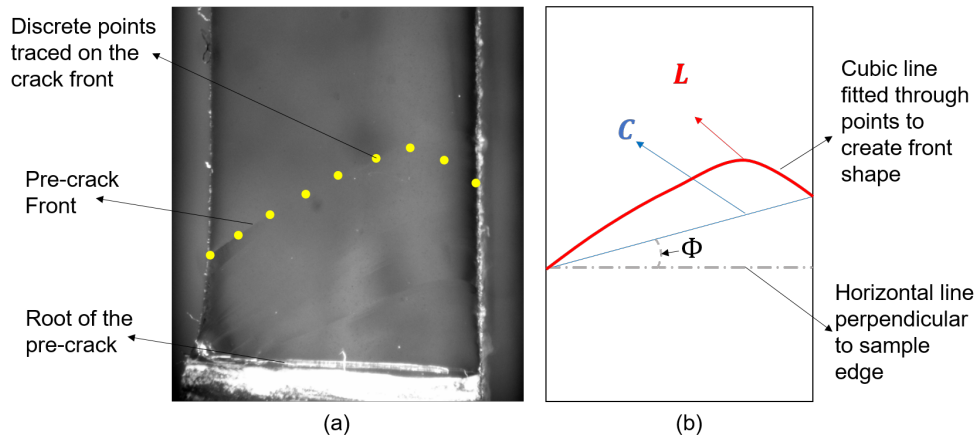 Discrete points
traced on the
crack front
Pre-crack
Front
Root of the
pre-crack
(a)
L
C
Φ
Cubic line
fitted through
points to
create front
shape
Horizontal line
perpendicular
to sample
edge
(b)